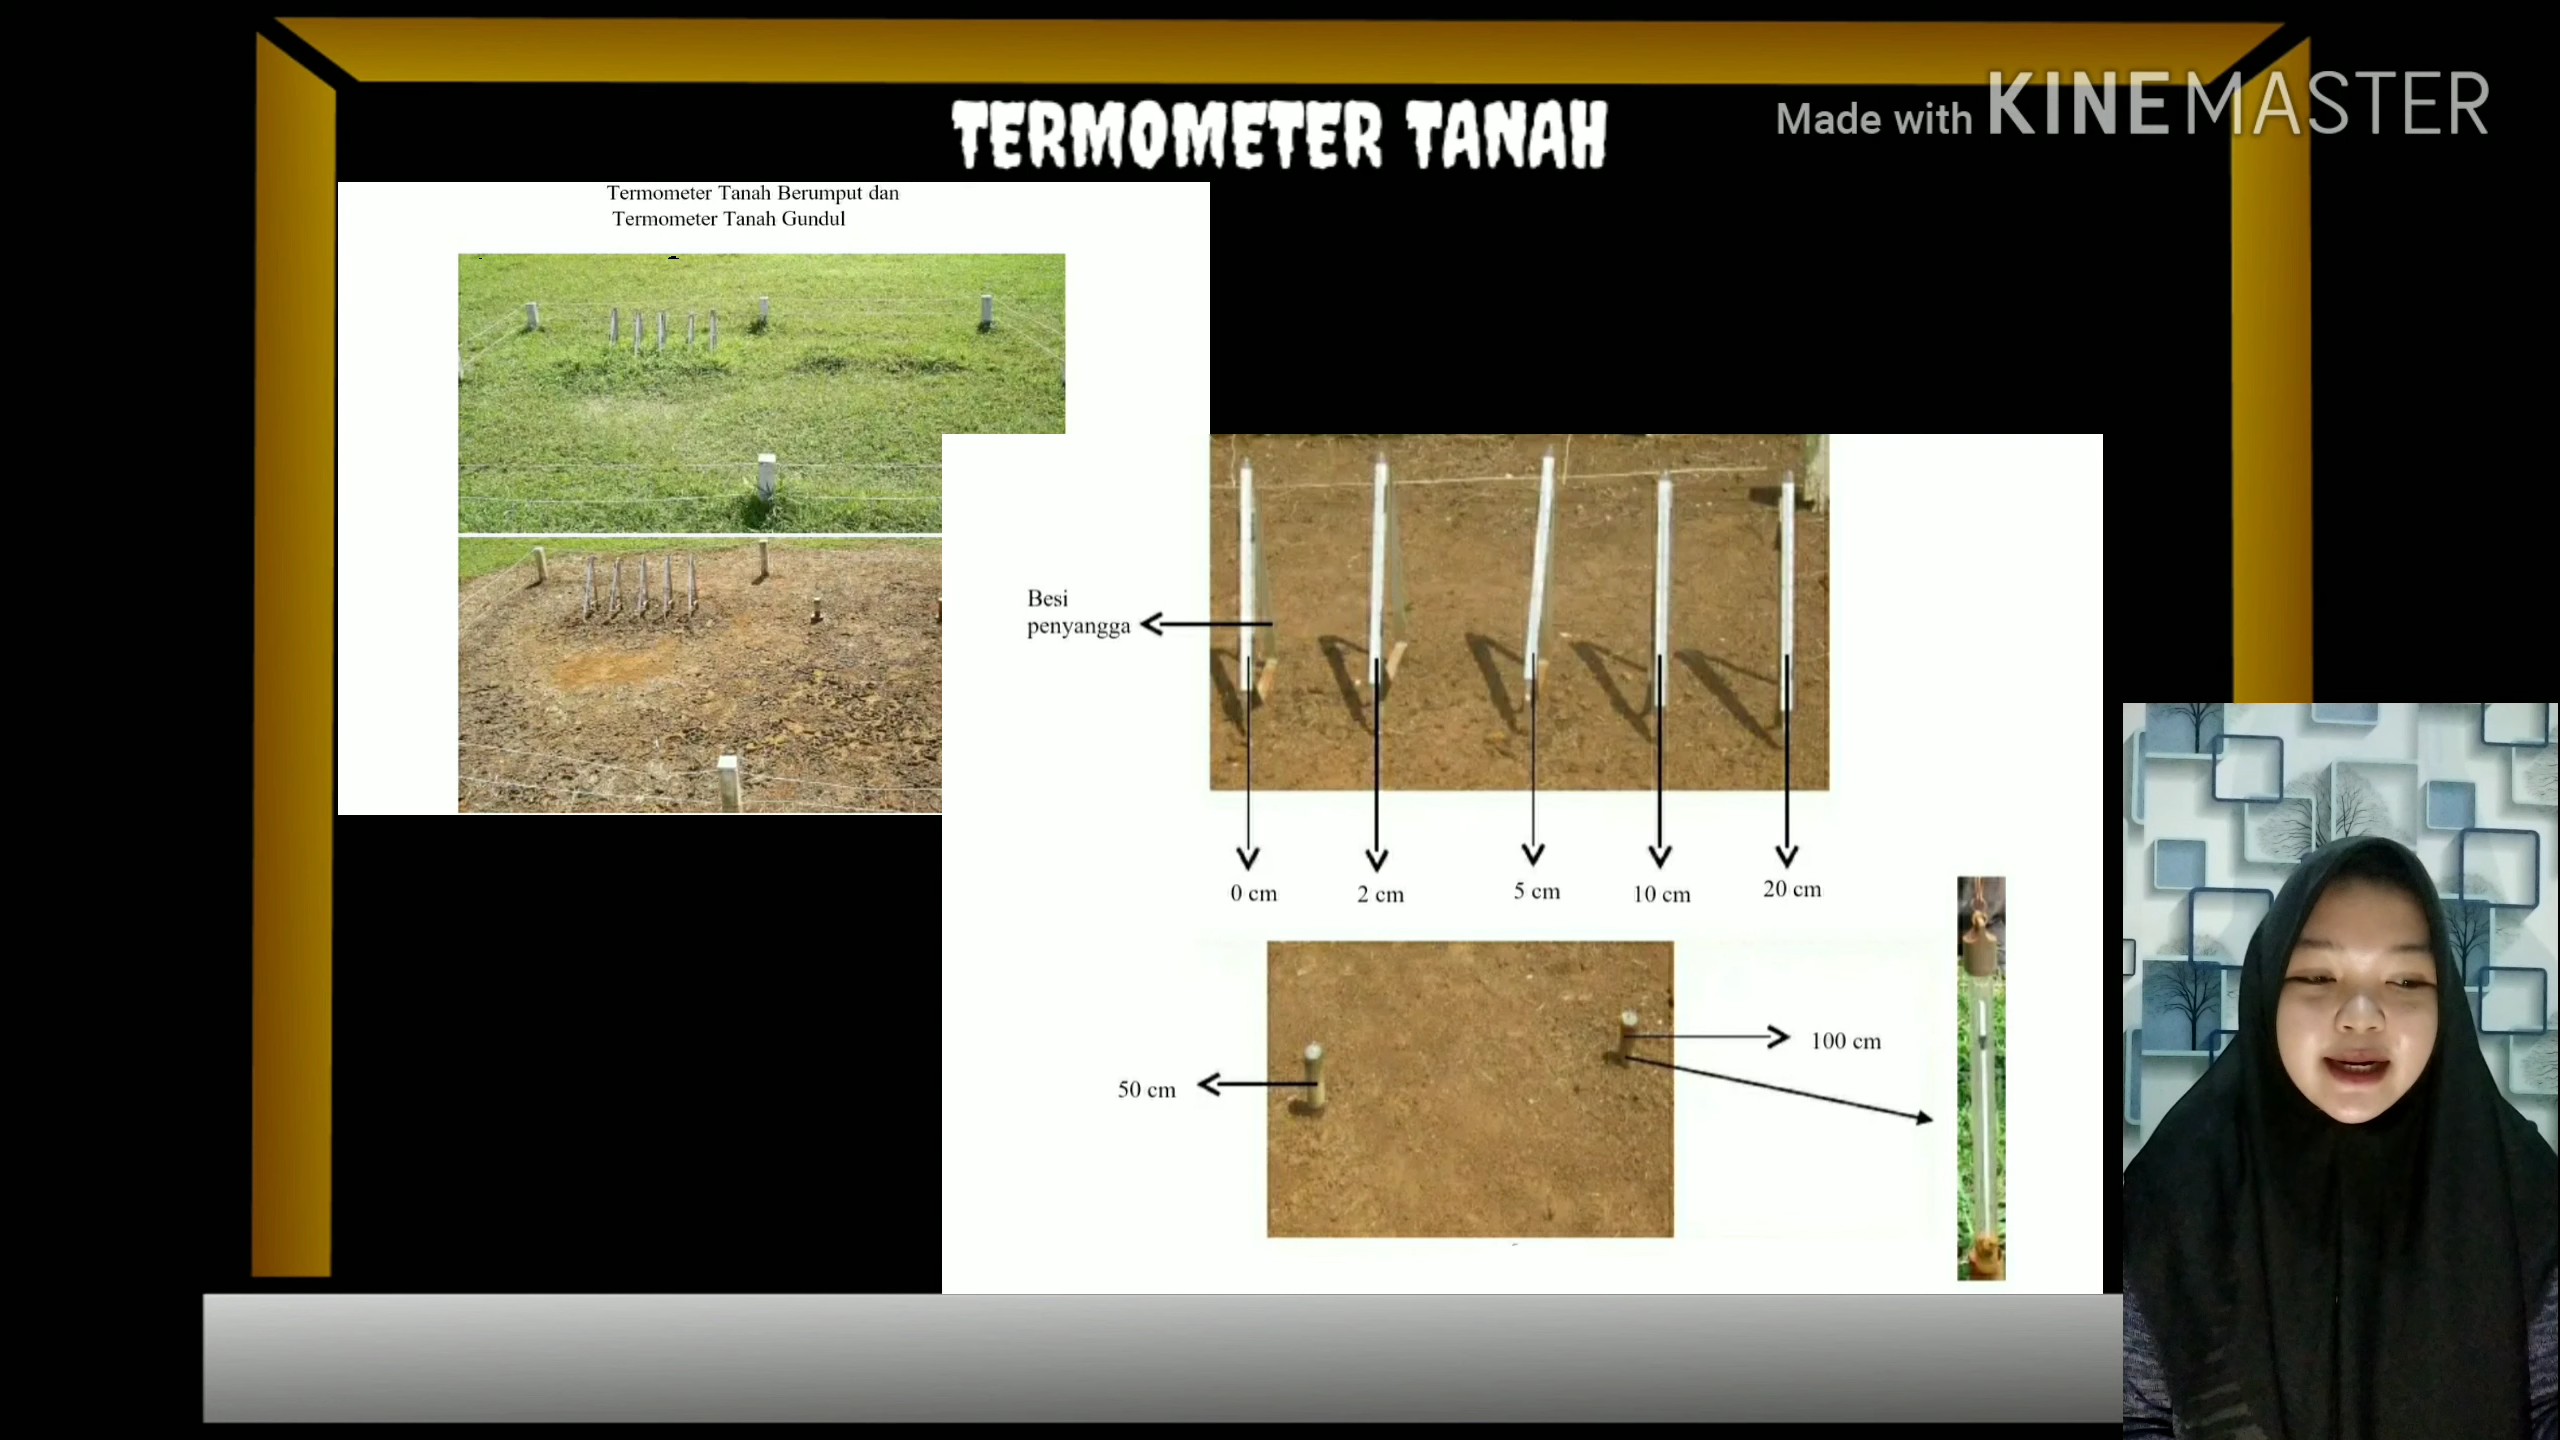 TERMOMETER TANAH
Made with KINEMASTER
Termometer Tanah Berumput dan
Termometer Tanah Gundul
Besi
penyangga
0 cm
2 cm
5 cm
10 cm
20 cm
50 cm
100 cm